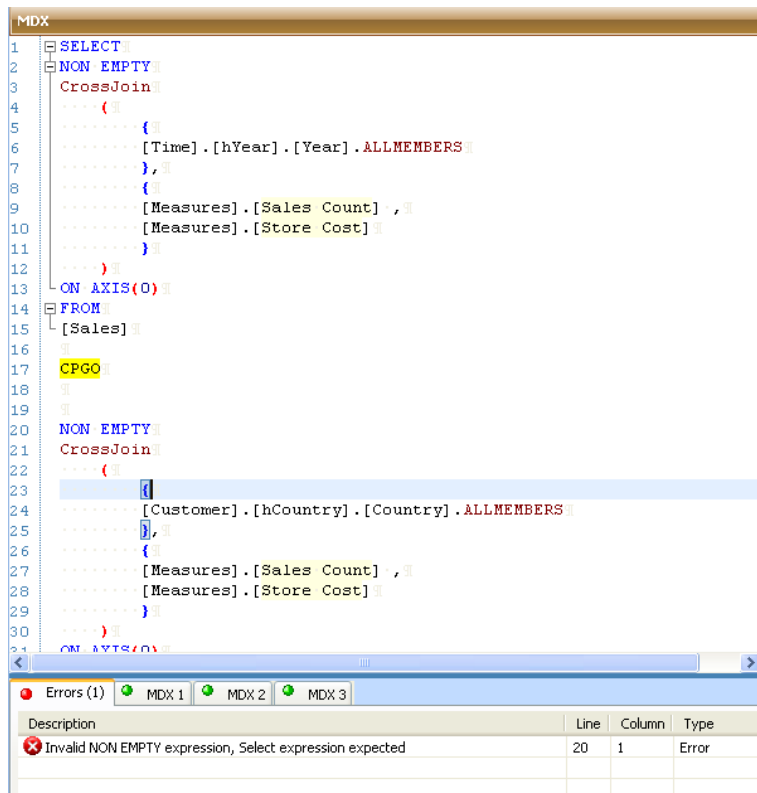 MDX
1 SELECT
2 NON EMPTY
3 CrossJoin
4 (
5 {
6 [Time].[hYear].[Year].ALLMEMBERS
7 },
8 {
9 [Measures].[Sales Count] ,
10 [Measures].[Store Cost]
11 }
12 )
13 ON AXIS(0)
14 FROM
15 [Sales]
16
17 CPGO
18
19
20 NON EMPTY
21 CrossJoin
22 (
23 {
24 [Customer].[hCountry].[Country].ALLMEMBERS
25 },
26 {
27 [Measures].[Sales Count] ,
28 [Measures].[Store Cost]
29 }
30 )
31 ON AXIS(0)
Errors (1) MDX 1 MDX 2 MDX 3
Description Line Column Type
Invalid NON EMPTY expression, Select expression expected 20 1 Error